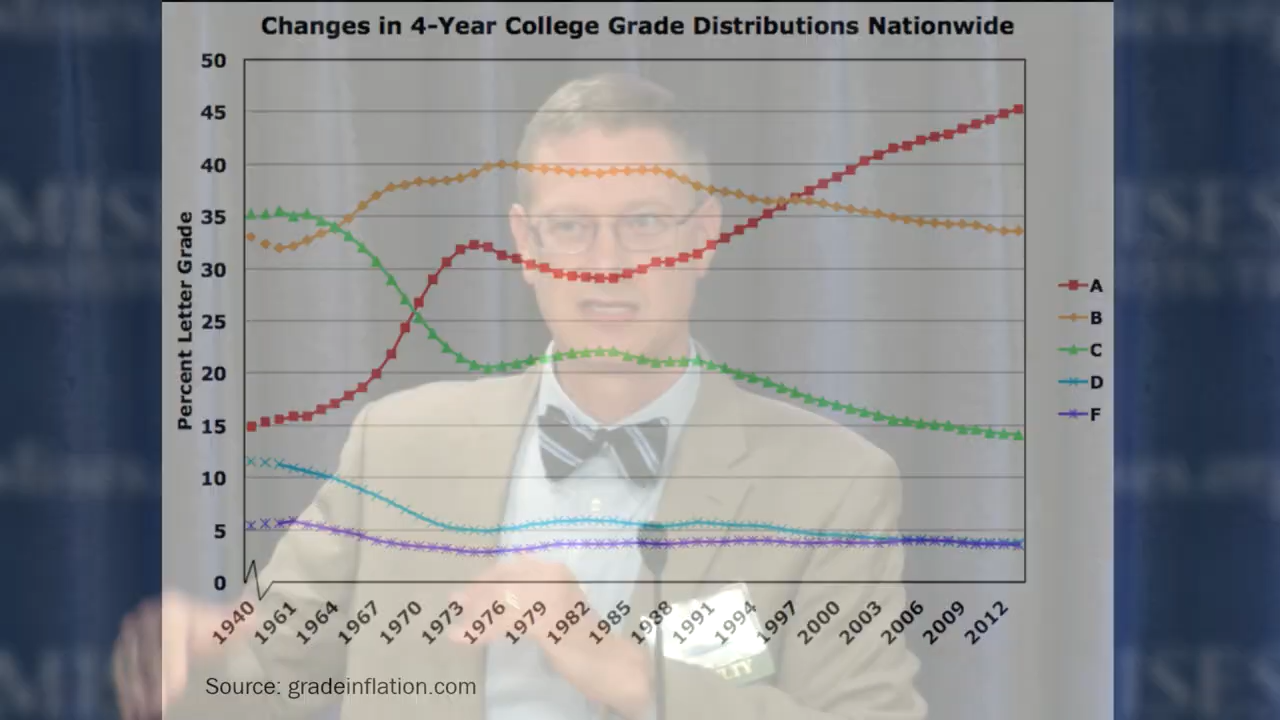 Changes in 4-Year College Grade Distributions Nationwide
50
45
40
35
30
25
20
15
10
5
0
Percent Letter Grade
A
B
C
D
F
1940 1961 1964 1967 1970 1973 1976 1979 1982 1985 1988 1991 1994 1997 2000 2003 2006 2009 2012
Source: gradeinflation.com